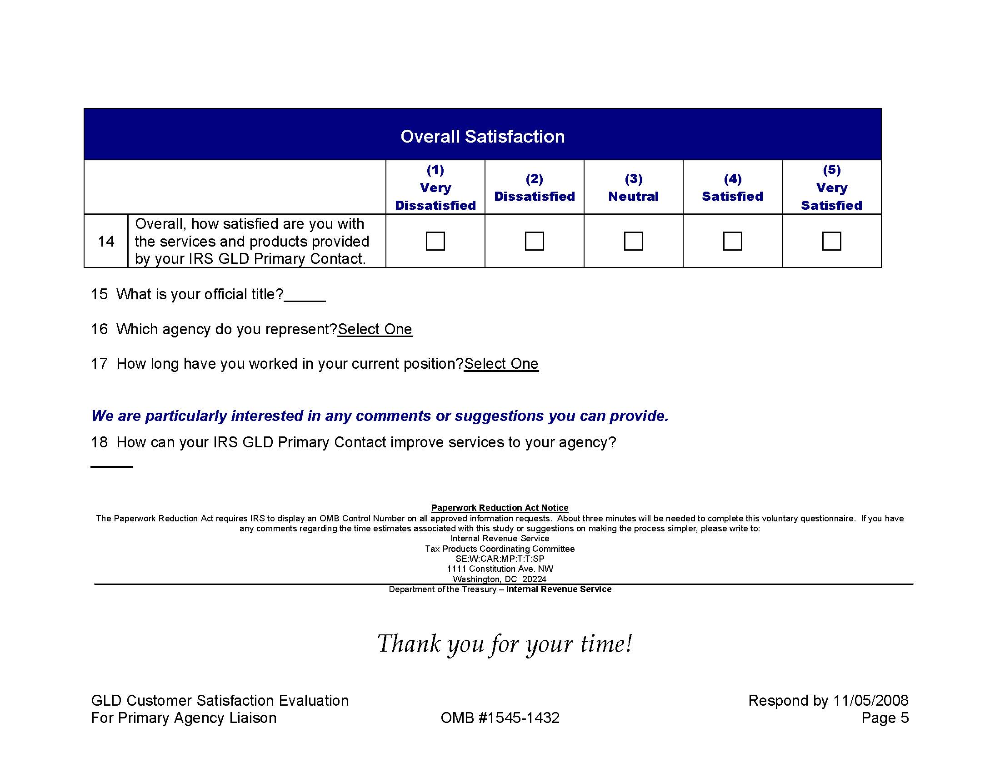 Overall Satisfaction
(1)
Very
Dissatisfied
(2)
Dissatisfied
(3)
Neutral
(4)
Satisfied
(5)
Very
Satisfied
14
Overall, how satisfied are you with
the services and products provided
by your IRS GLD Primary Contact.
15  What is your official title?_____
16  Which agency do you represent?Select One
17  How long have you worked in your current position?Select One
We are particularly interested in any comments or suggestions you can provide.
18  How can your IRS GLD Primary Contact improve services to your agency?
_____
Paperwork Reduction Act Notice
The Paperwork Reduction Act requires IRS to display an OMB Control Number on all approved information requests.  About three minutes will be needed to complete this voluntary questionnaire.  If you have
any comments regarding the time estimates associated with this study or suggestions on making the process simpler, please write to:
Internal Revenue Service
Tax Products Coordinating Committee
SE:W:CAR:MP:T:T:SP
1111 Constitution Ave. NW
Washington, DC  20224
Department of the Treasury – Internal Revenue Service
Thank you for your time!
GLD Customer Satisfaction Evaluation
Respond by 11/05/2008
For Primary Agency Liaison
OMB #1545-1432
Page 5